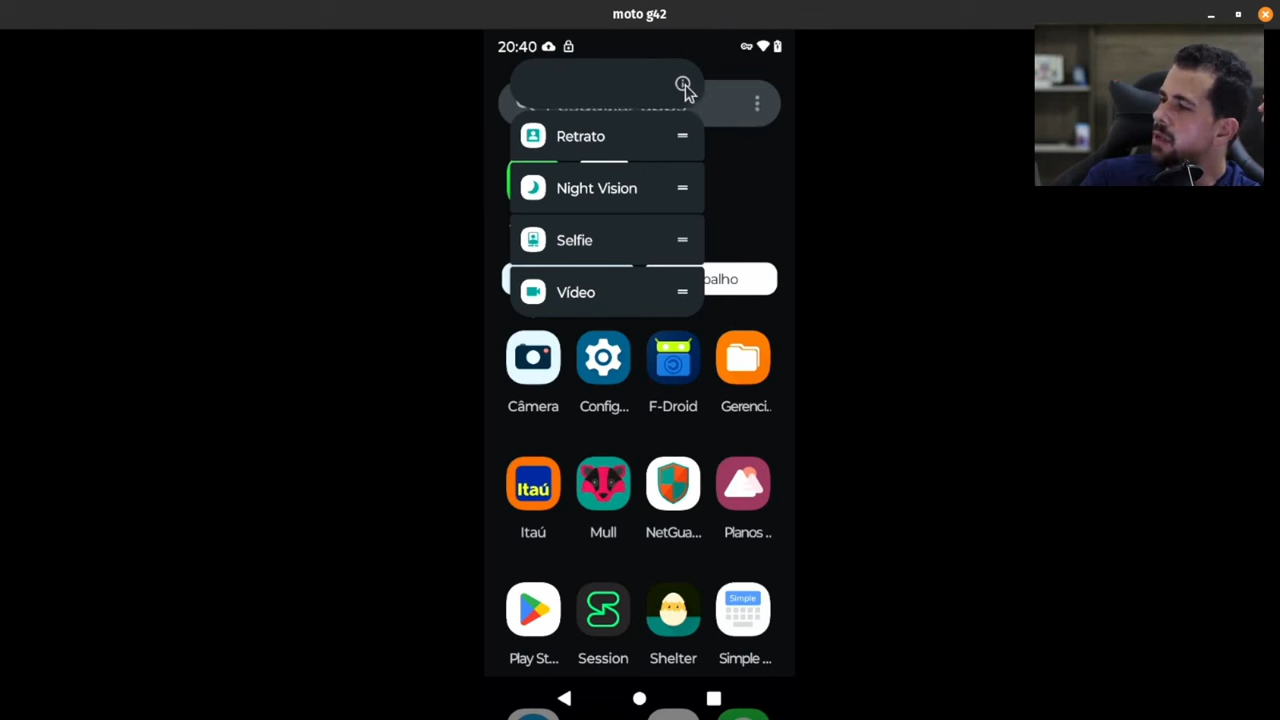 moto g42
20:40
Retrato
Night Vision
Selfie
Vídeo
balho
Câmera
Config...
F-Droid
Gerenci..
Itaú
Itaú
Mull
NetGua...
Planos ..
Simple
Play St...
Session
Shelter
Simple ...